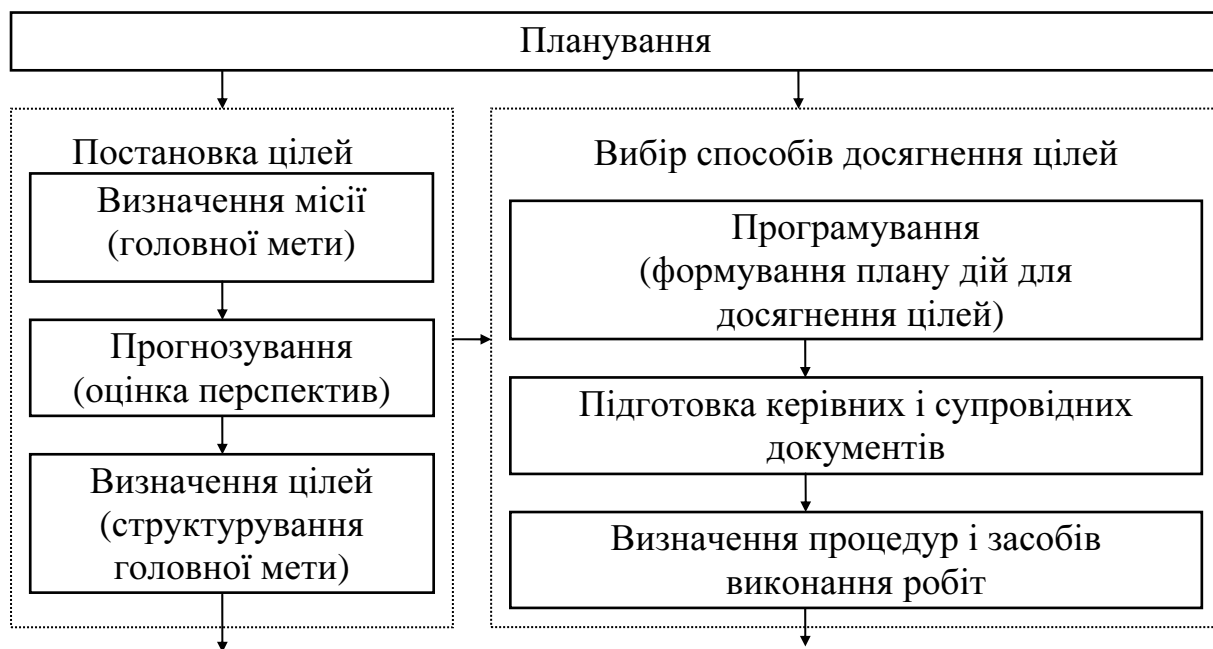 Планування
Постановка цілей
Визначення місії
(головної мети)
Прогнозування
(оцінка перспектив)
Визначення цілей
(структурування
головної мети)
Вибір способів досягнення цілей
Програмування
(формування плану дій для
досягнення цілей)
Підготовка керівних і супровідних
документів
Визначення процедур і засобів
виконання робіт